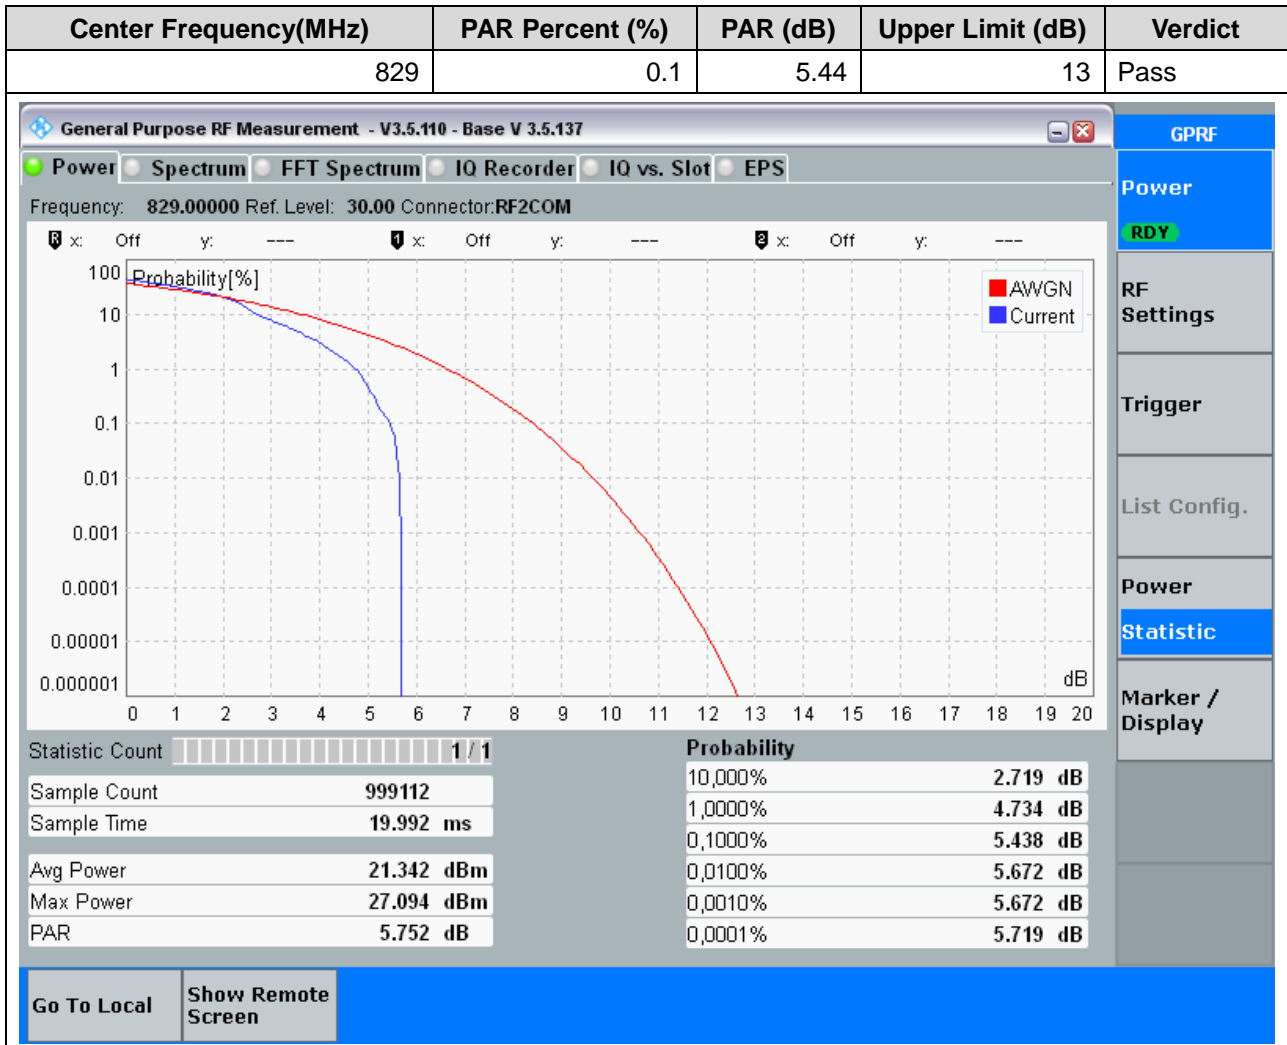 Center Frequency(MHz) PAR Percent (%) PAR (dB) Upper Limit (dB) Verdict
829 0.1 5.44 13 Pass
General Purpose RF Measurement - V3.5.110 - Base V 3.5.137
GPRF
Power Spectrum FFT Spectrum IQ Recorder IQ vs. Slot EPS
Frequency: 829.00000 Ref. Level: 30.00 Connector:RF2COM
R x: Off y: --- 1 x: Off y: --- 2 x: Off y: ---
Probability[%]
AWGN
Current
100
10
1
0.1
0.01
0.001
0.0001
0.00001
0.000001
dB
0 1 2 3 4 5 6 7 8 9 10 11 12 13 14 15 16 17 18 19 20
Statistic Count 1 / 1
Sample Count 999112
Sample Time 19.992 ms
Avg Power 21.342 dBm
Max Power 27.094 dBm
PAR 5.752 dB
Probability
10,000% 2.719 dB
1,0000% 4.734 dB
0,1000% 5.438 dB
0,0100% 5.672 dB
0,0010% 5.672 dB
0,0001% 5.719 dB
Power
RDY
RF
Settings
Trigger
List Config.
Power
Statistic
Marker /
Display
Go To Local
Show Remote
Screen